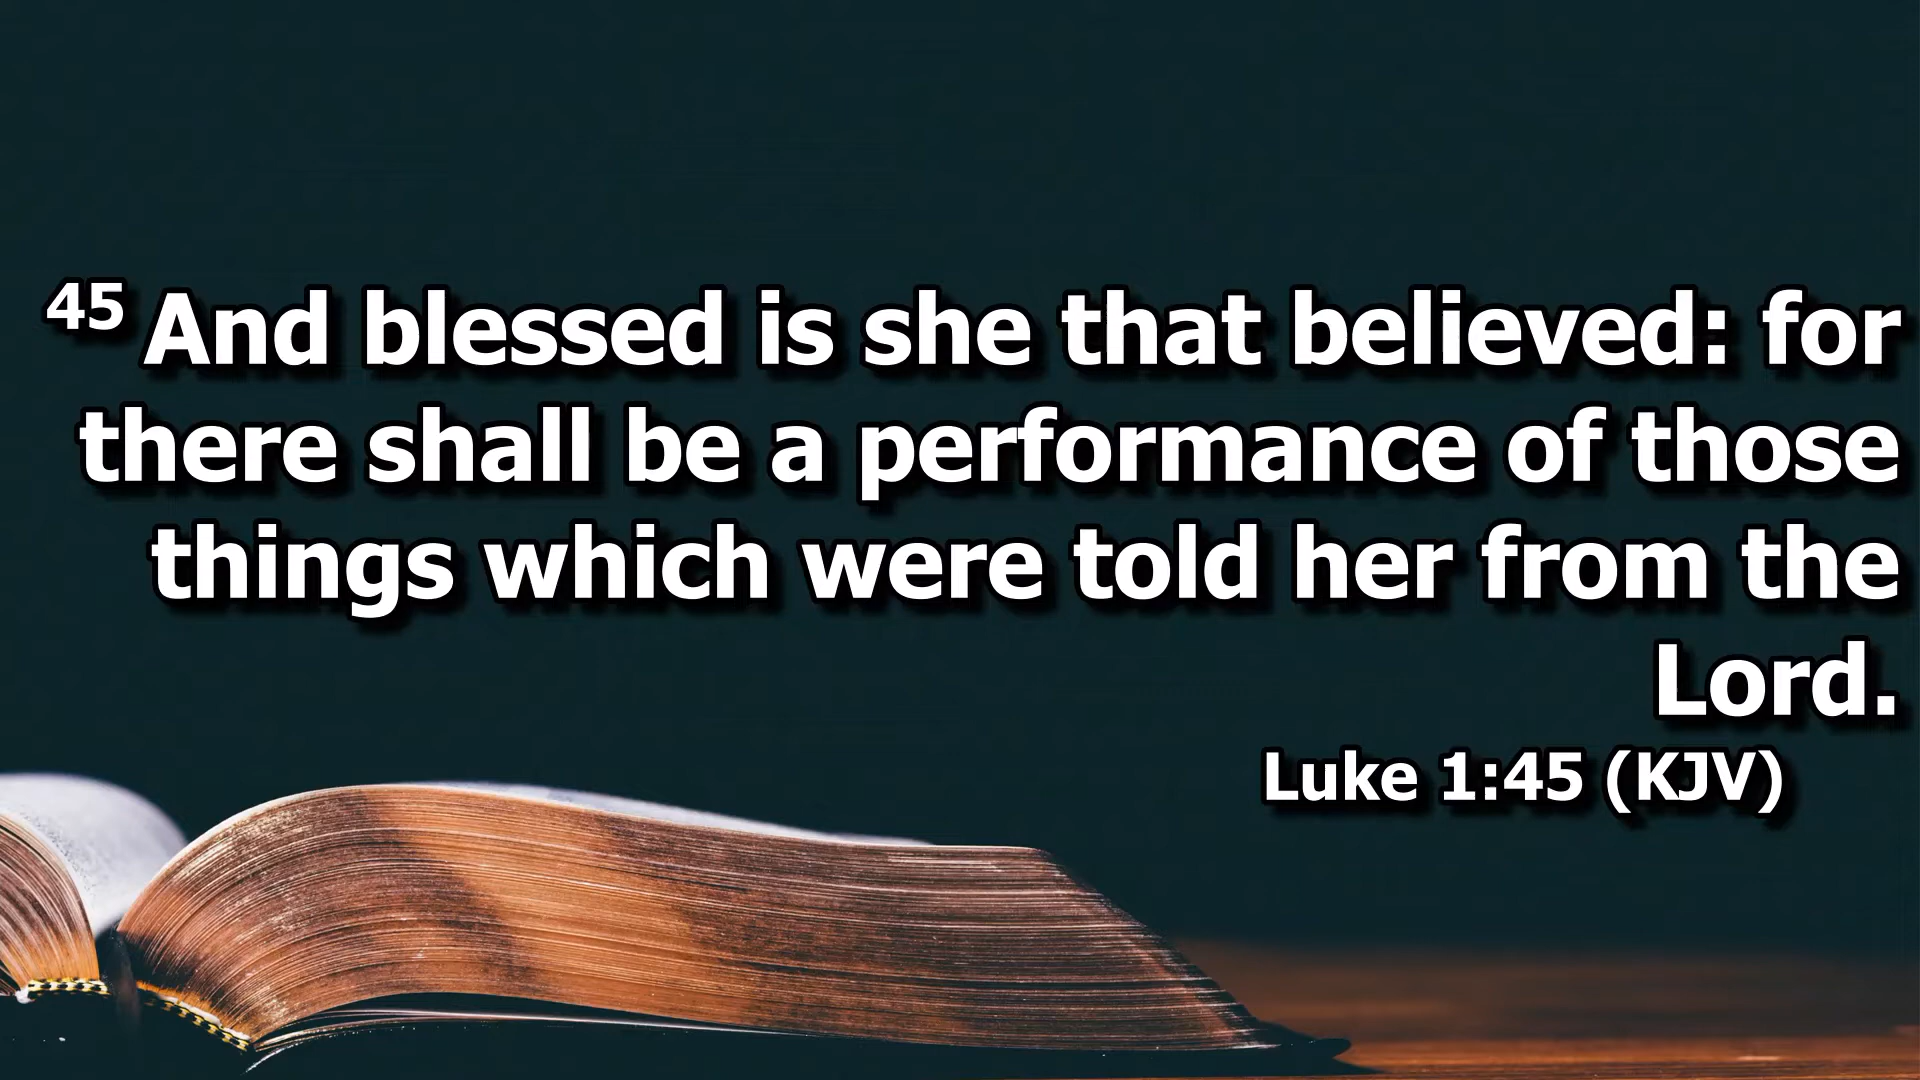 45 And blessed is she that believed: for
there shall be a performance of those
things which were told her from the
Lord.
Luke 1:45 (KJV)